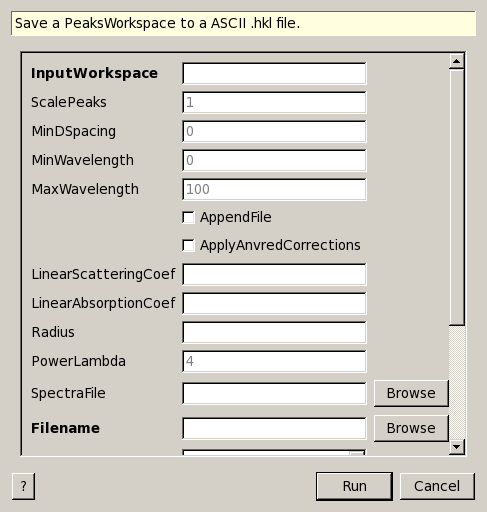 Save a PeaksWorkspace to a ASCII .hkl file.
InputWorkspace
ScalePeaks 1
MinDSpacing 0
MinWavelength 0
MaxWavelength 100
AppendFile
ApplyAnvredCorrections
LinearScatteringCoef
LinearAbsorptionCoef
Radius
PowerLambda 4
SpectraFile Browse
Filename Browse
? Run Cancel